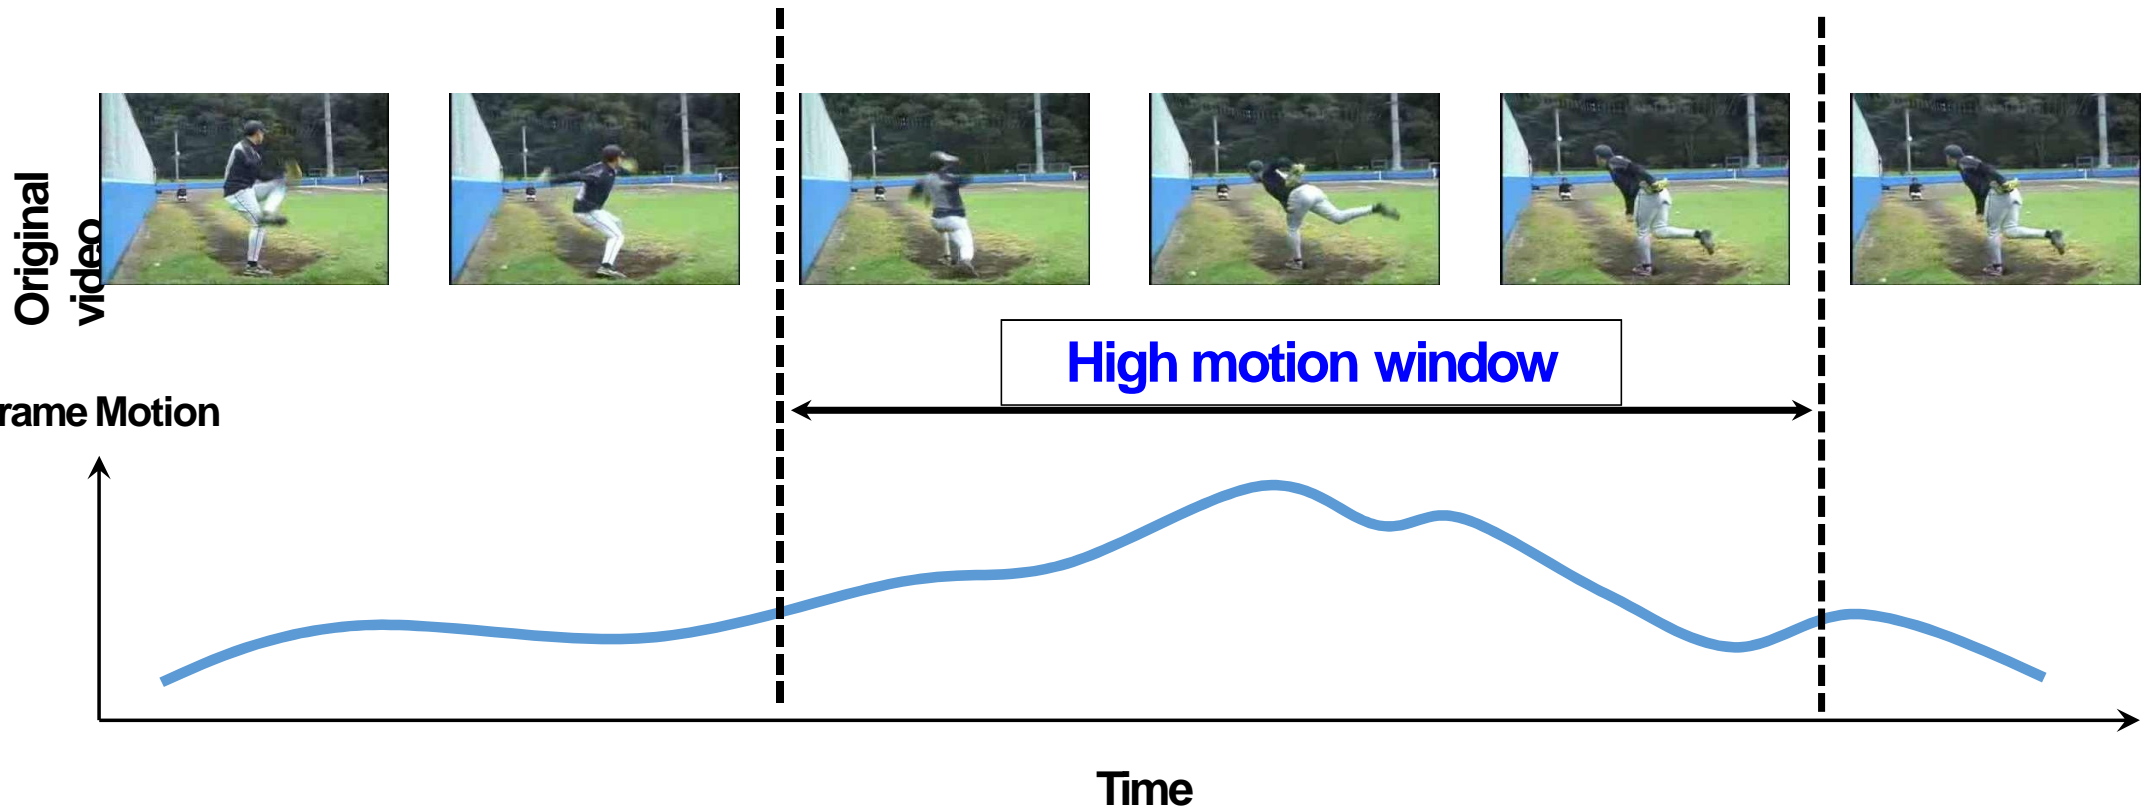 Original
video
High motion window
rame Motion
Time